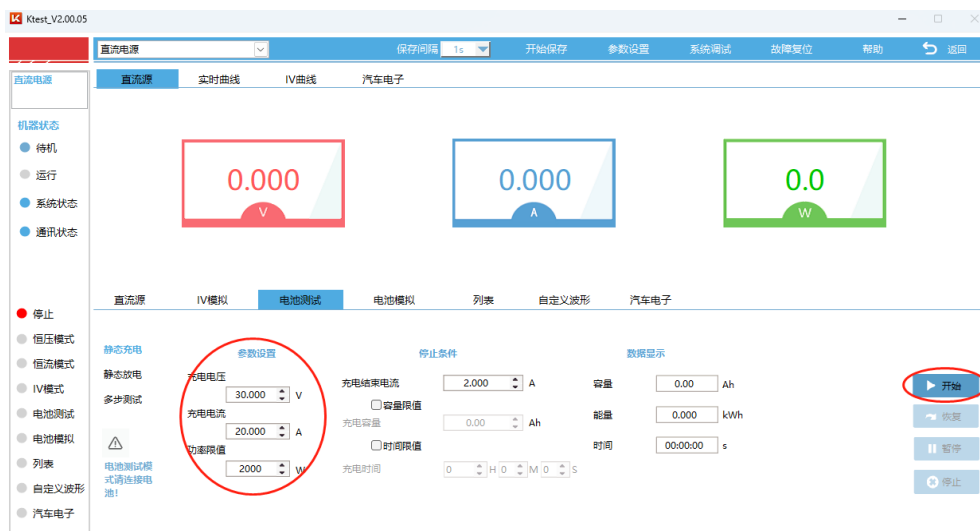 Ktest_V2.00.05
直流电源 保存间隔 1s 开始保存 参数设置 系统调试 故障复位 帮助 返回
直流电源
直流源 实时曲线 IV曲线 汽车电子
机器状态
待机
运行
系统状态
通讯状态
0.000
V
0.000
A
0.0
W
直流源 IV模拟 电池测试 电池模拟 列表 自定义波形 汽车电子
停止
恒压模式
恒流模式
IV模式
电池测试
电池模拟
列表
自定义波形
汽车电子
静态充电
静态放电
多步测试
电池测试模
式请连接电
池!
参数设置
充电电压
30.000 V
充电电流
20.000 A
功率限值
2000 W
停止条件
充电结束电流 2.000 A
容量限值
充电容量 0.00 Ah
时间限值
充电时间 0 H 0 M 0 S
数据显示
容量 0.00 Ah
能量 0.000 kWh
时间 00:00:00 s
开始
恢复
暂停
停止